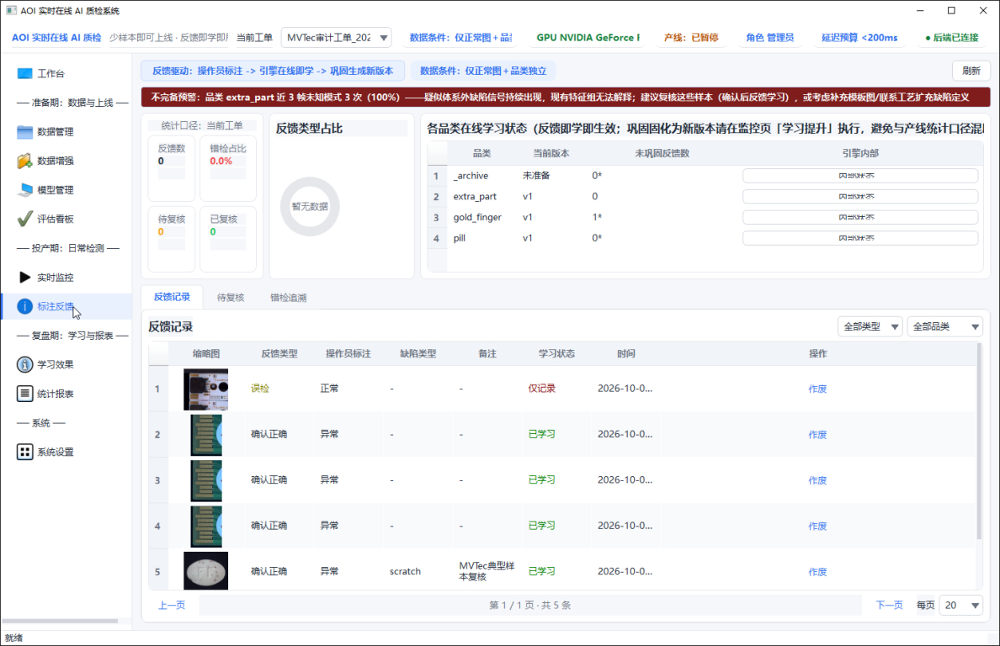 AOI 实时在线 AI 质检系统
AOI 实时在线 AI 质检 少样本即可上线 · 反馈即学即用 当前工单 MVTec审计工单_202 数据条件：仅正常图 + 品类 GPU NVIDIA GeForce 产线：已暂停 角色 管理员 延迟预算 <200ms ● 后端已连接
工作台
准备期：数据与上线
数据管理
数据增强
模型管理
评估看板
投产期：日常检测
实时监控
标注反馈
复盘期：学习与报表
学习效果
统计报表
系统
系统设置
反馈驱动：操作员标注 -> 引擎在线即学 -> 巩固生成新版本 数据条件：仅正常图 + 品类独立 刷新
不完备预警：品类 extra_part 近 3 帧未知模式 3 次（100%）——疑似体系外缺陷信号持续出现，现有特征组无法解释；建议复核这些样本（确认后反馈学习），或考虑补充模板图/联系工艺扩充缺陷定义
统计口径：当前工单
反馈数 错检占比
0 0.0%
待复核 已复核
0 0
反馈类型占比
暂无数据
各品类在线学习状态（反馈即学即生效；巩固固化为新版本请在监控页「学习提升」执行，避免与产线统计口径混
品类 当前版本 未巩固反馈数 引擎内部
1 _archive 未准备 0* 内部状态
2 extra_part v1 0 内部状态
3 gold_finger v1 1* 内部状态
4 pill v1 0* 内部状态
反馈记录 待复核 错检追溯
反馈记录 全部类型 全部品类
缩略图 反馈类型 操作员标注 缺陷类型 备注 学习状态 时间 操作
1 误检 正常 - - 仅记录 2026-10-0... 作废
2 确认正确 异常 - - 已学习 2026-10-0... 作废
3 确认正确 异常 - - 已学习 2026-10-0... 作废
4 确认正确 异常 - - 已学习 2026-10-0... 作废
5 确认正确 异常 scratch MVTec典型样本复核 已学习 2026-10-0... 作废
上一页 第 1 / 1 页 · 共 5 条 下一页 每页 20
就绪